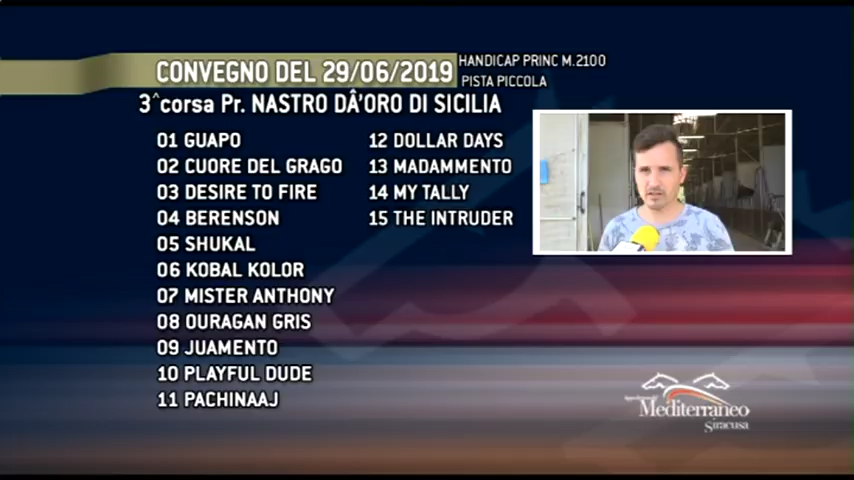 CONVEGNO DEL 29/06/2019
HANDICAP PRINC M.2100
PISTA PICCOLA
3^corsa Pr. NASTRO DÂ'ORO DI SICILIA
01 GUAPO
02 CUORE DEL GRAGO
03 DESIRE TO FIRE
04 BERENSON
05 SHUKAL
06 KOBAL KOLOR
07 MISTER ANTHONY
08 OURAGAN GRIS
09 JUAMENTO
10 PLAYFUL DUDE
11 PACHINAAJ
12 DOLLAR DAYS
13 MADAMMENTO
14 MY TALLY
15 THE INTRUDER
Mediterraneo
Siracusa